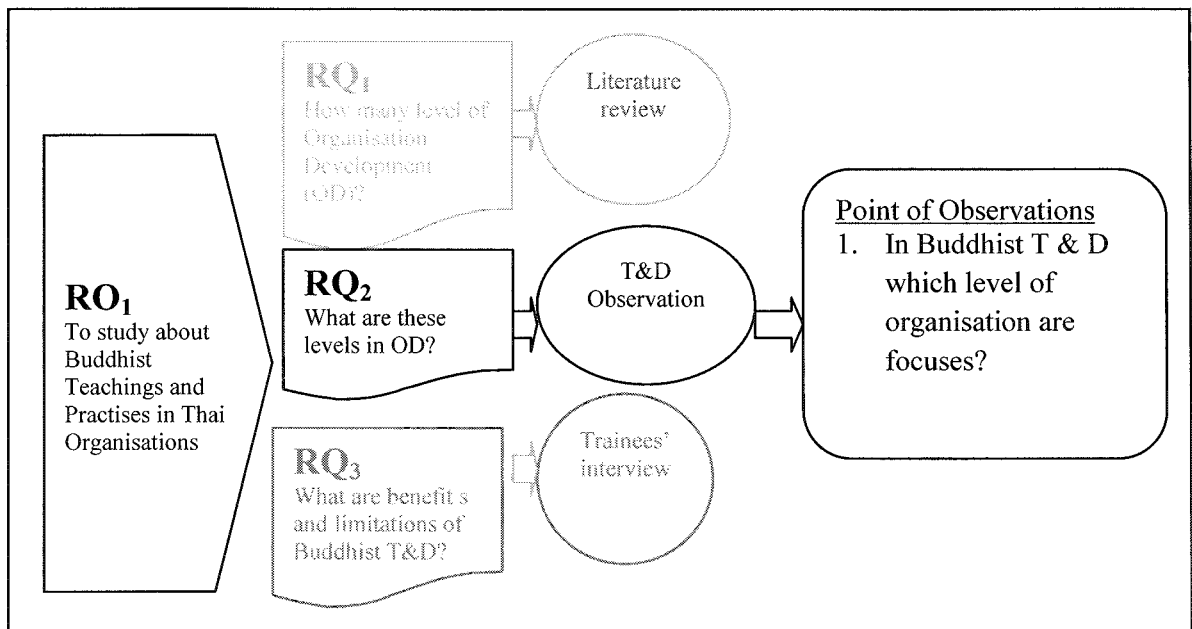 RO₁
To study about
Buddhist
Teachings and
Practises in Thai
Organisations
RQ₁
How many level of
Organisation
Development
(OD)?
Literature
review
RQ₂
What are these
levels in OD?
T&D
Observation
RQ₃
What are benefit s
and limitations of
Buddhist T&D?
Trainees'
interview
Point of Observations
1. In Buddhist T & D
which level of
organisation are
focuses?